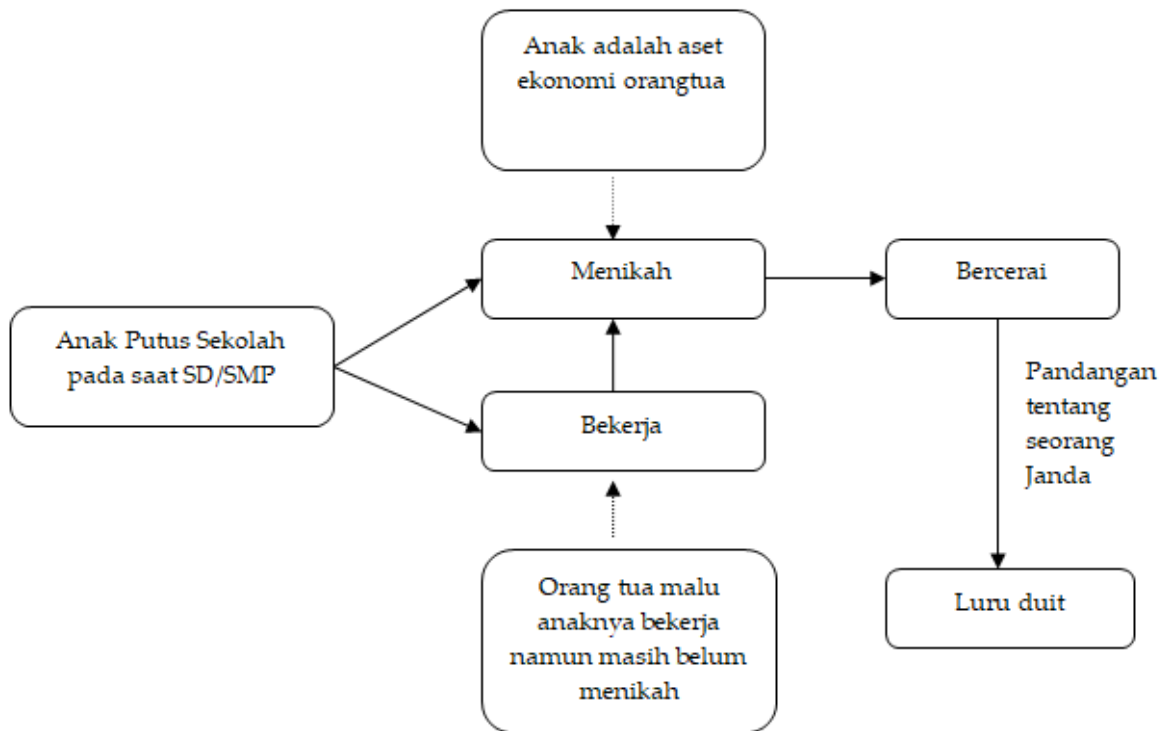 Anak adalah aset
ekonomi orangtua
Menikah
Bercerai
Anak Putus Sekolah
pada saat SD/SMP
Bekerja
Pandangan
tentang
seorang
Janda
Orang tua malu
anaknya bekerja
namun masih belum
menikah
Luru duit